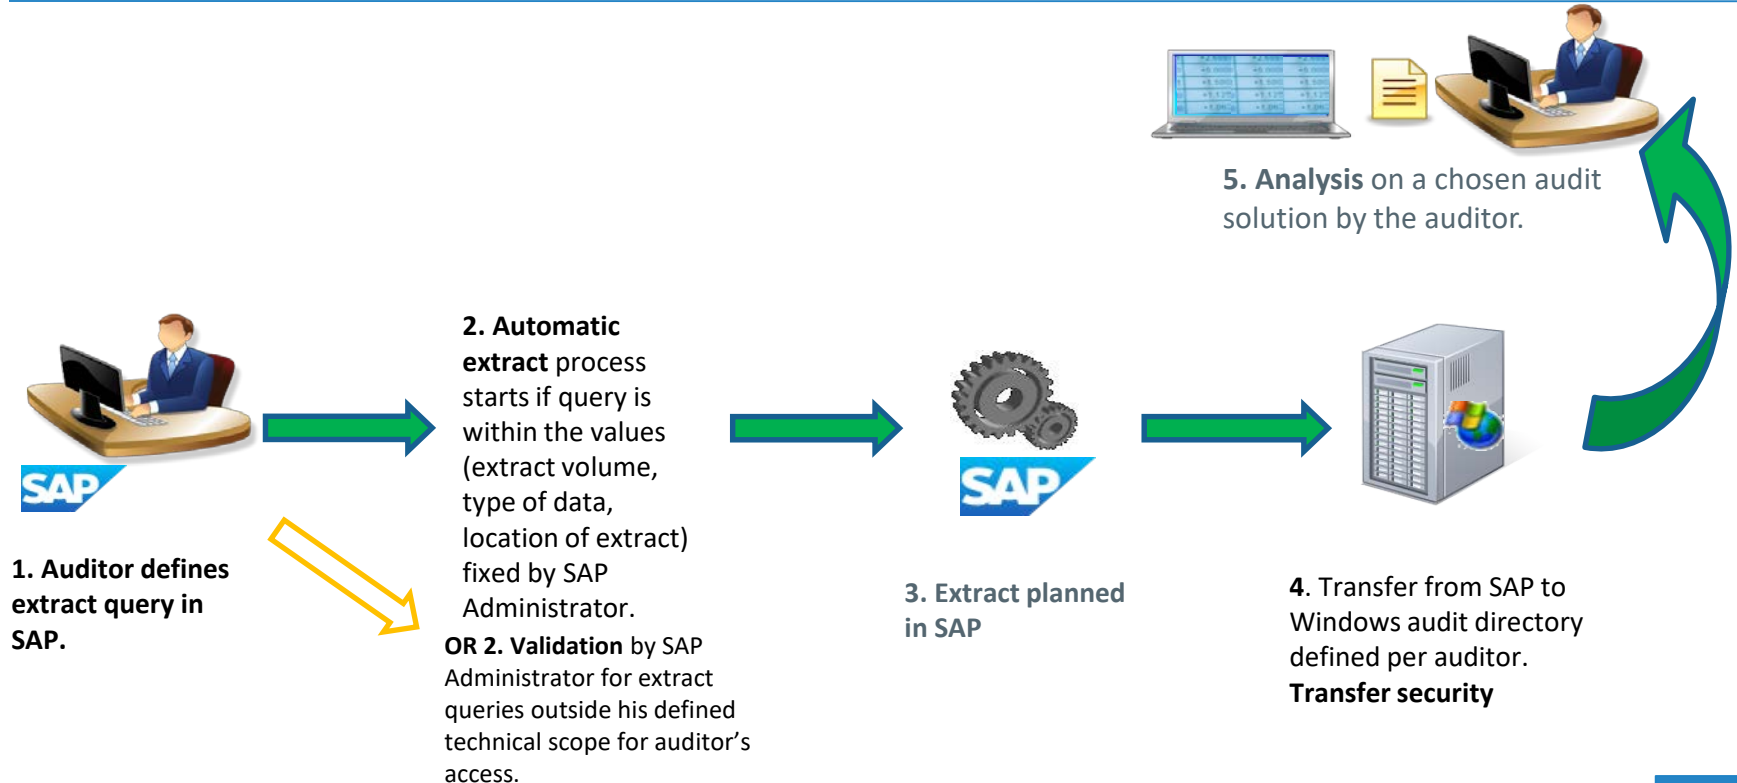 5. Analysis on a chosen audit
solution by the auditor.
SAP
1. Auditor defines
extract query in
SAP.
2. Automatic
extract process
starts if query is
within the values
(extract volume,
type of data,
location of extract)
fixed by SAP
Administrator.
OR 2. Validation by SAP
Administrator for extract
queries outside his defined
technical scope for auditor’s
access.
SAP
3. Extract planned
in SAP
4. Transfer from SAP to
Windows audit directory
defined per auditor.
Transfer security